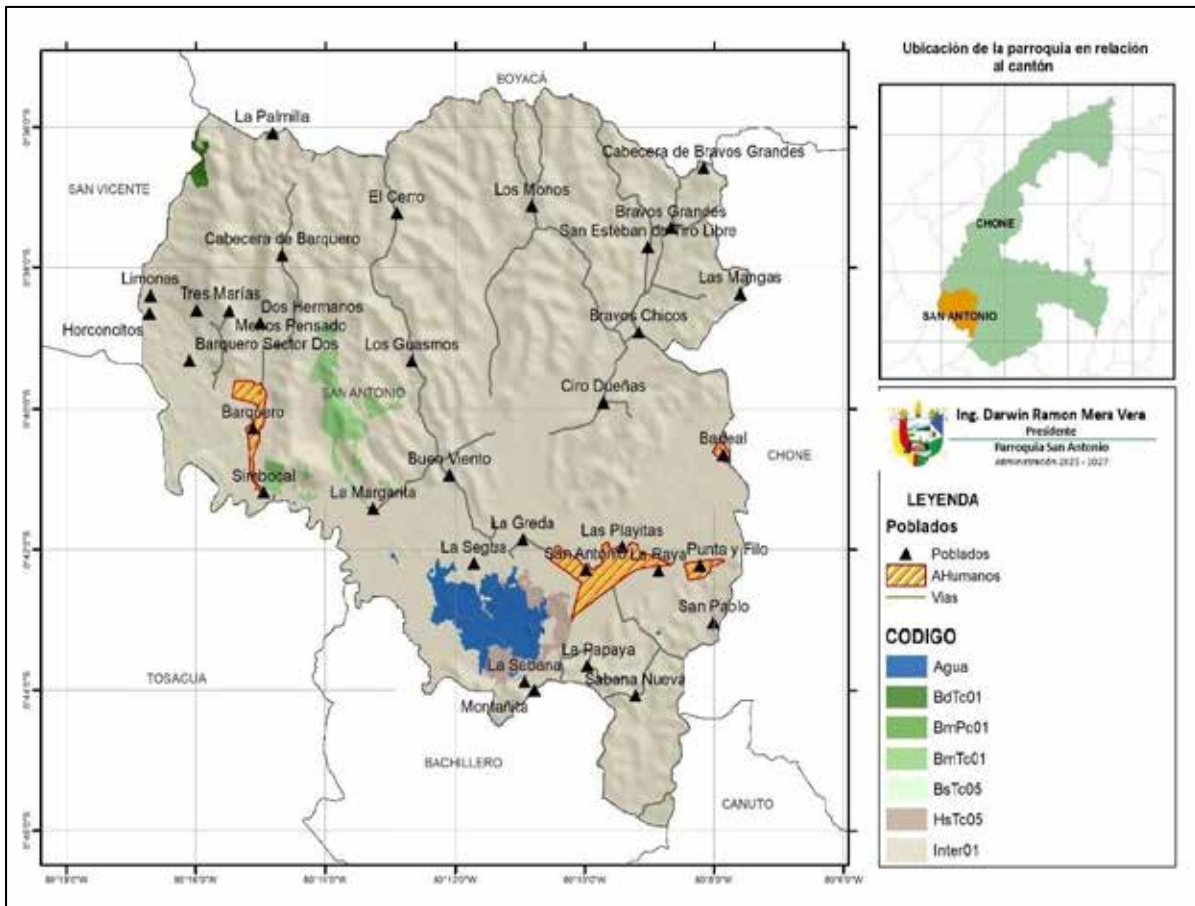 BOYACÁ
La Palmilla
Cabecera de Bravos Grandes
SAN VICENTE
El Cerro
Los Monos
Bravos Grandes
San Esteban de Tiro Libre
Cabecera de Barquero
Limones
Las Mangas
Tres Marías
Dos Hermanos
Horconcitos
Menos Pensado
Bravos Chicos
Barquero Sector Dos
Los Guasmos
SAN ANTONIO
Ciro Dueñas
Barquero
Bareal
CHONE
Buen Viento
Simbocal
La Margarita
La Greda
Las Playitas
La Segua
San Antonio
La Raya
Punta y Filo
San Pablo
La Papaya
La Sabana
Sabana Nueva
TOSAGUA
Montañita
BACHILLERO
CANUTO
Ubicación de la parroquia en relación
al cantón
CHONE
SAN ANTONIO
Ing. Darwin Ramon Mera Vera
Presidente
Parroquia San Antonio
LEYENDA
Poblados
Poblados
AHumanos
Vias
CODIGO
Agua
BdTc01
BmPc01
BmTc01
BsTc05
HsTc05
Inter01